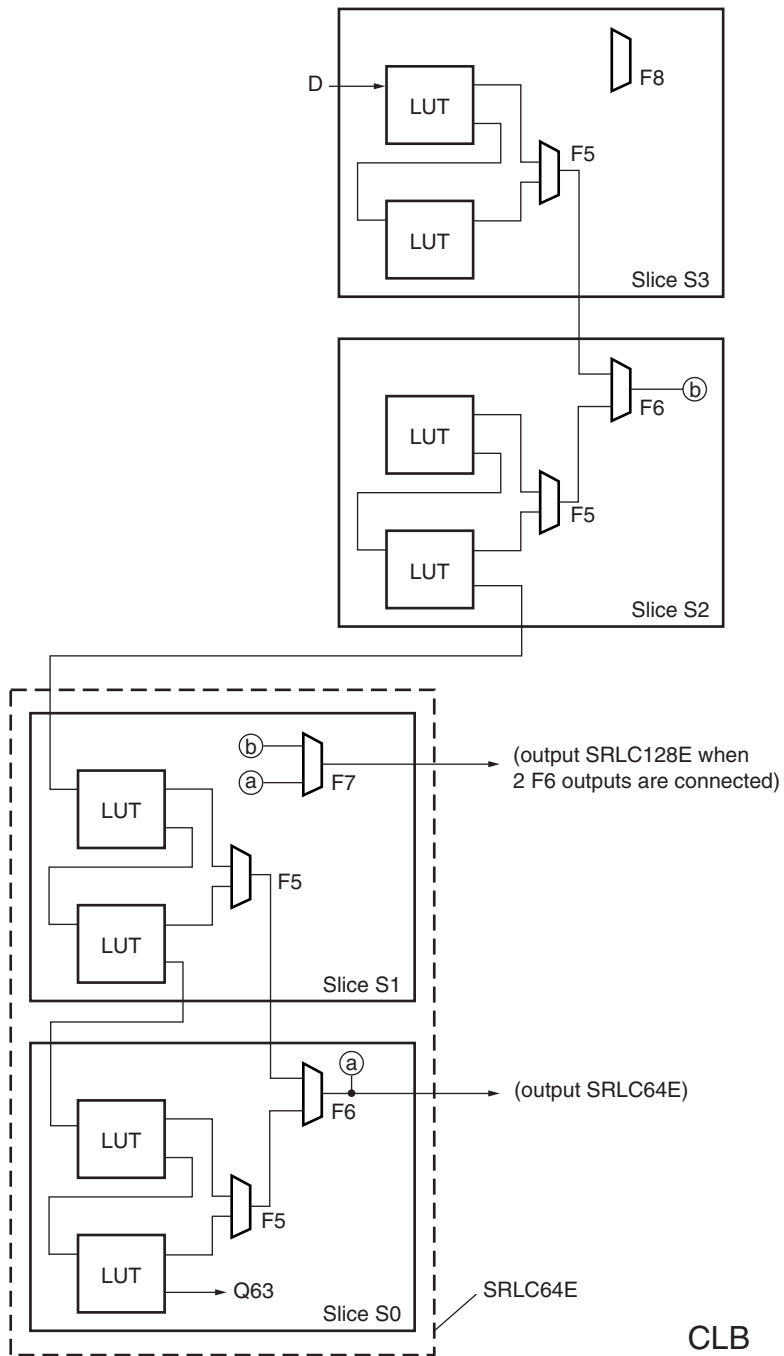 D
LUT
F8
F5
LUT
Slice S3
LUT
F6
b
F5
LUT
Slice S2
b
a
F7
(output SRLC128E when
2 F6 outputs are connected)
LUT
F5
LUT
Slice S1
a
F6
(output SRLC64E)
LUT
F5
LUT
Q63
Slice S0
SRLC64E
CLB